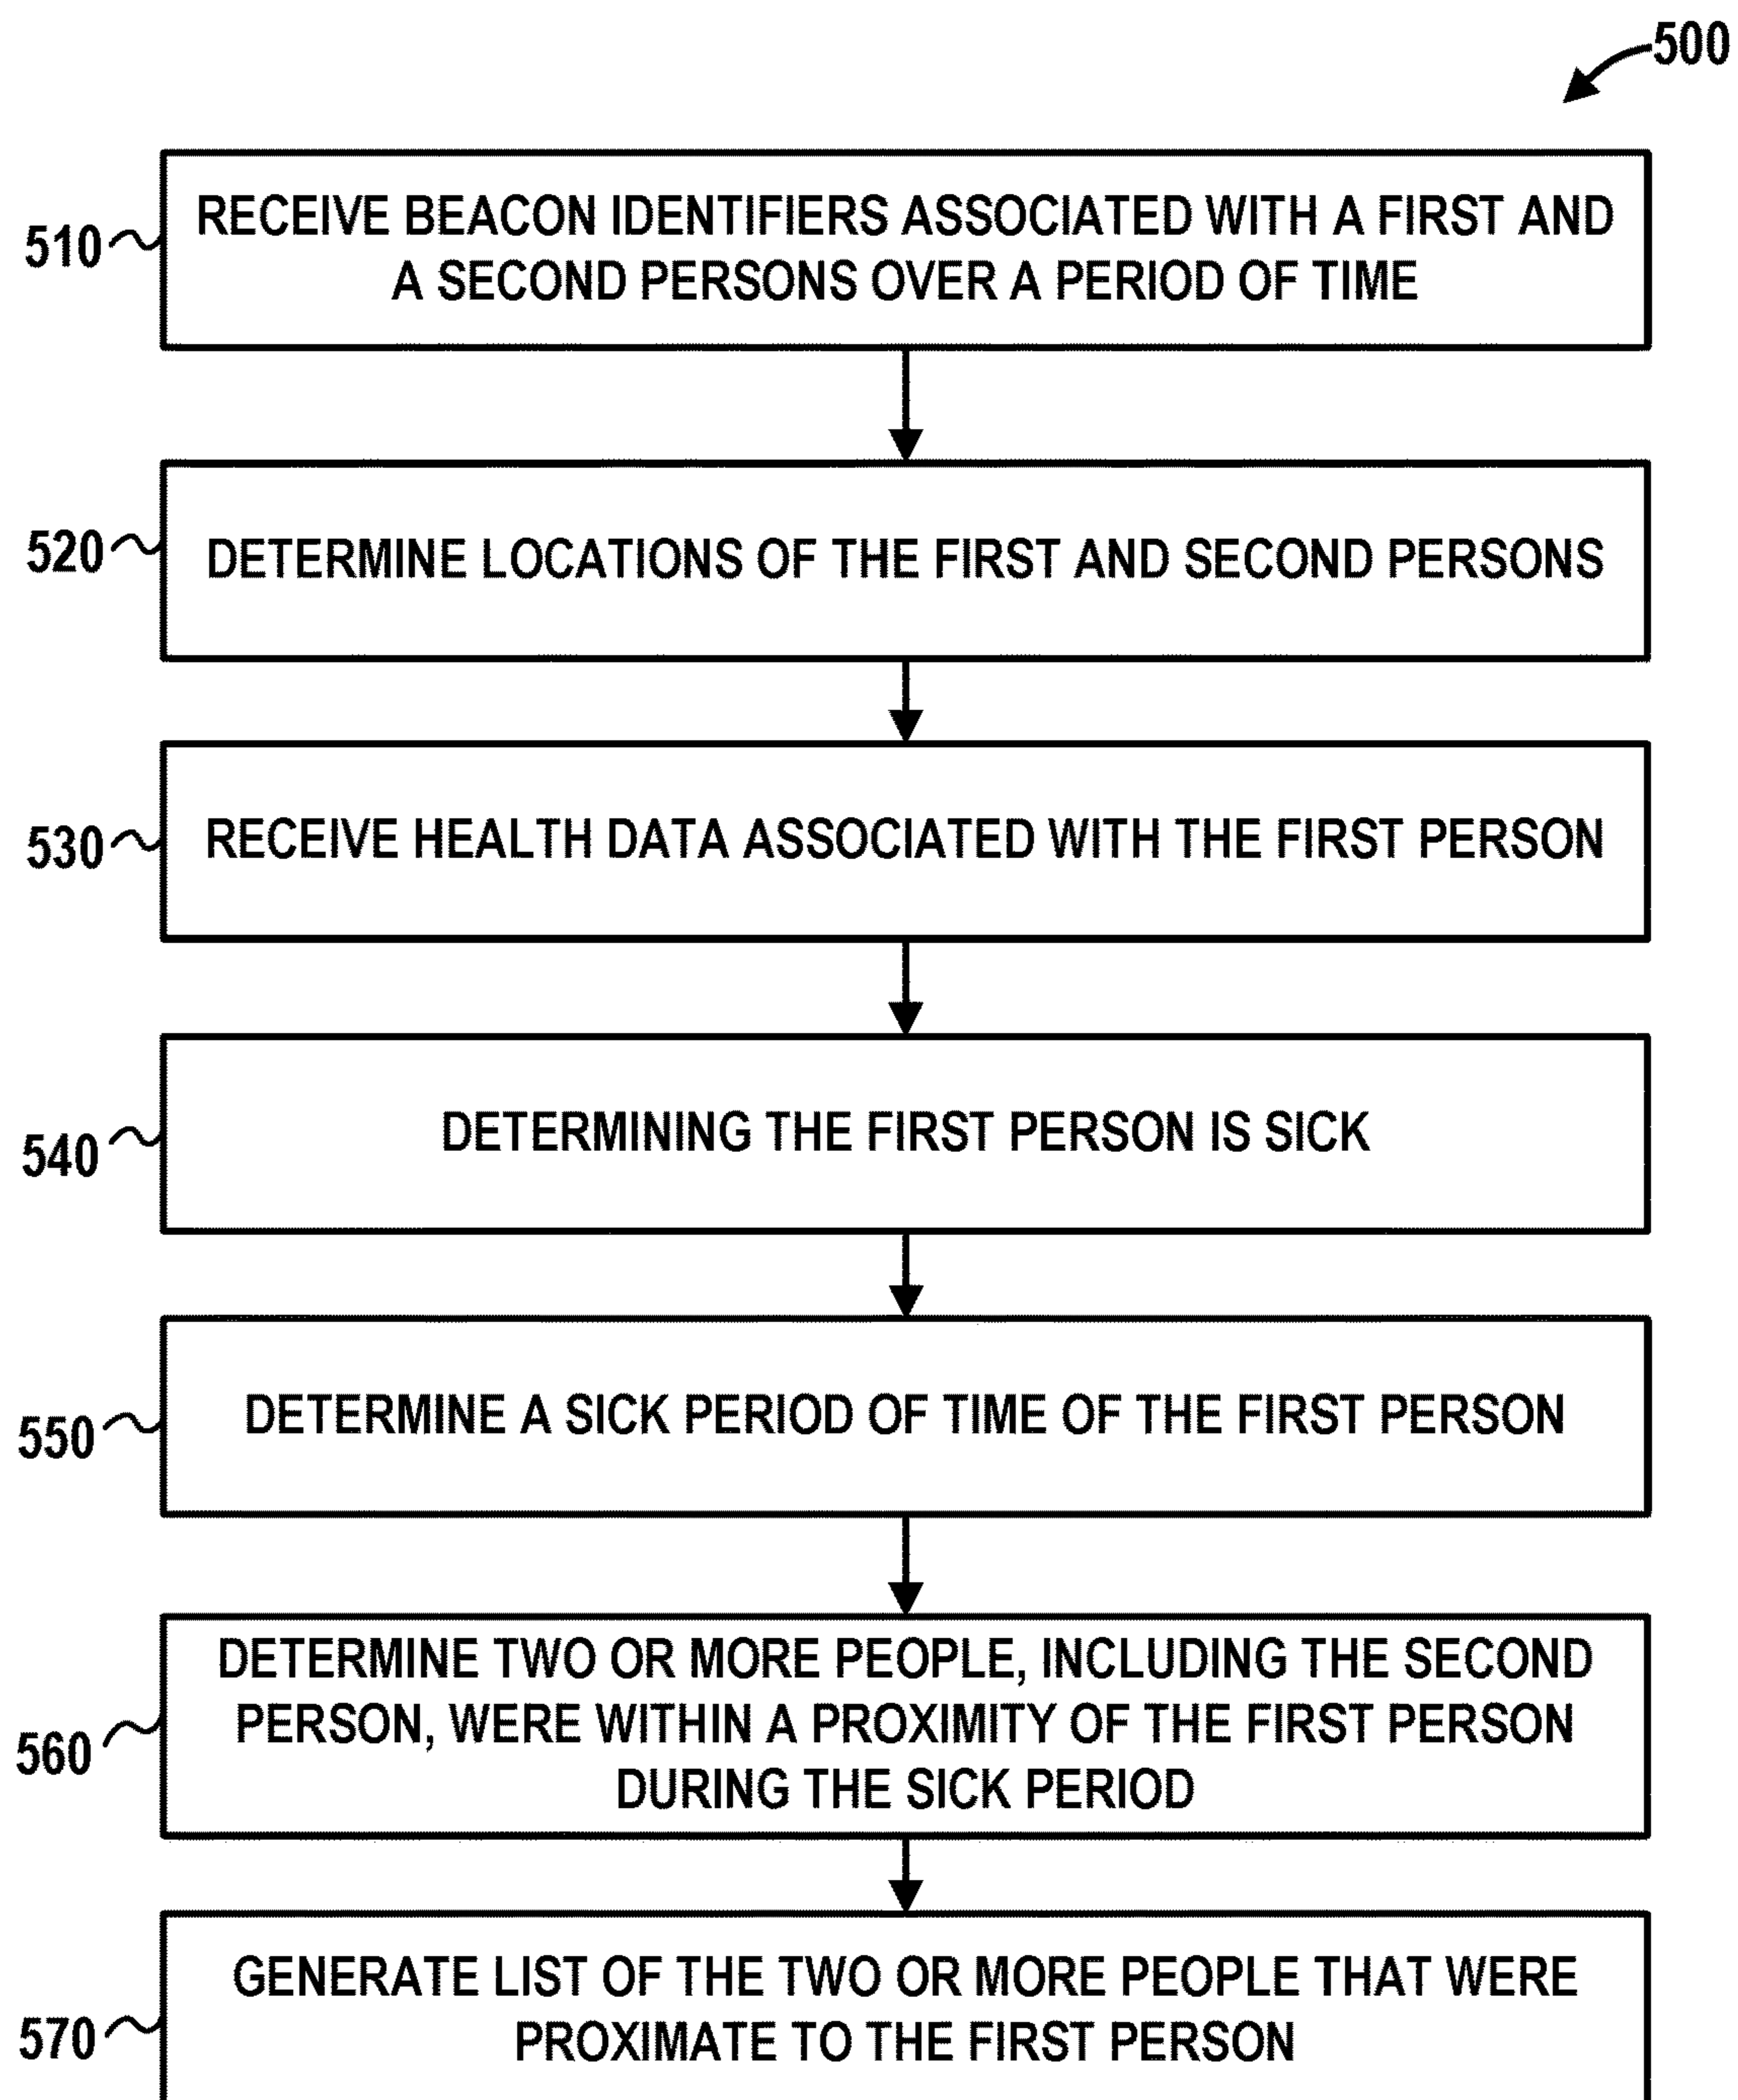 500
510
RECEIVE BEACON IDENTIFIERS ASSOCIATED WITH A FIRST AND
A SECOND PERSONS OVER A PERIOD OF TIME
520
DETERMINE LOCATIONS OF THE FIRST AND SECOND PERSONS
530
RECEIVE HEALTH DATA ASSOCIATED WITH THE FIRST PERSON
540
DETERMINING THE FIRST PERSON IS SICK
550
DETERMINE A SICK PERIOD OF TIME OF THE FIRST PERSON
560
DETERMINE TWO OR MORE PEOPLE, INCLUDING THE SECOND
PERSON, WERE WITHIN A PROXIMITY OF THE FIRST PERSON
DURING THE SICK PERIOD
570
GENERATE LIST OF THE TWO OR MORE PEOPLE THAT WERE
PROXIMATE TO THE FIRST PERSON